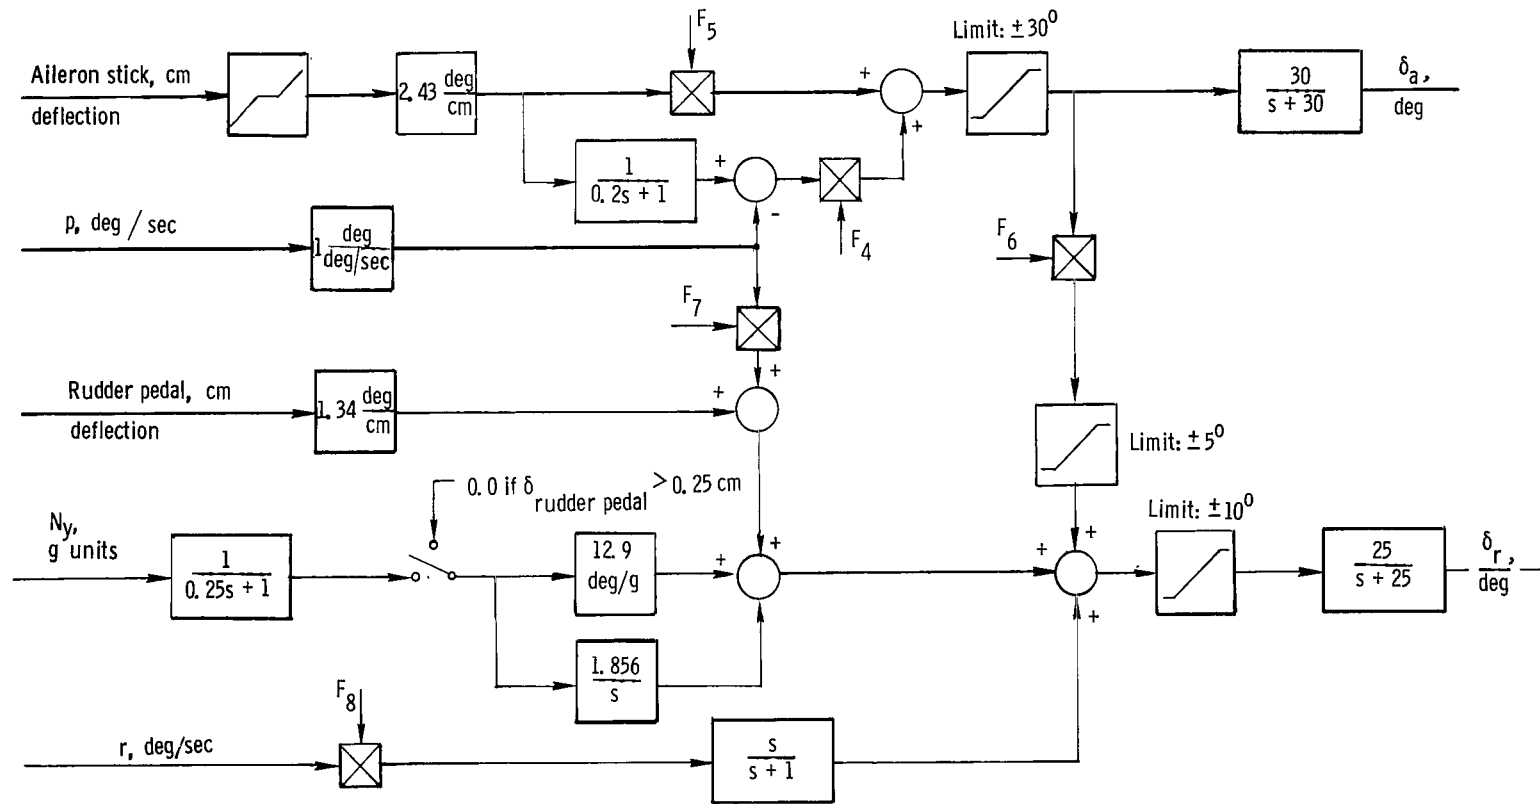 F5
Limit: ±30⁰
Aileron stick, cm
deflection
2.43 deg/cm
+
30
s + 30
δa,
deg
+
1
0.2s + 1
+
-
F4
p, deg / sec
1 deg
deg/sec
F6
F7
+
Rudder pedal, cm
deflection
1.34 deg/cm
+
Limit: ±5⁰
0.0 if δ rudder pedal > 0.25 cm
Ny,
g units
1
0.25s + 1
12.9
deg/g
+
+
+
+
Limit: ±10⁰
25
s + 25
δr,
deg
+
1.856
s
F8
r, deg/sec
s
s + 1